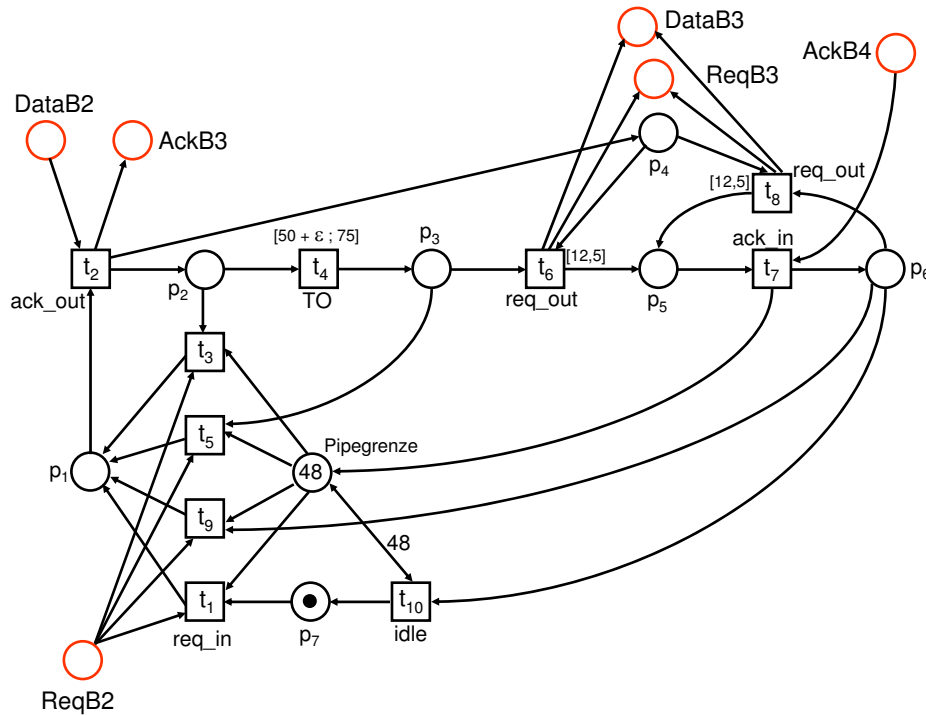 DataB3
AckB4
ReqB3
DataB2
AckB3
p4
req_out
[12,5]
t8
[50 + ε ; 75]
p3
ack_in
t2
p2
t4
t6
[12,5]
p5
t7
p6
ack_out
TO
req_out
t3
t5
Pipegrenze
p1
48
t9
48
t1
t10
req_in
p7
idle
ReqB2